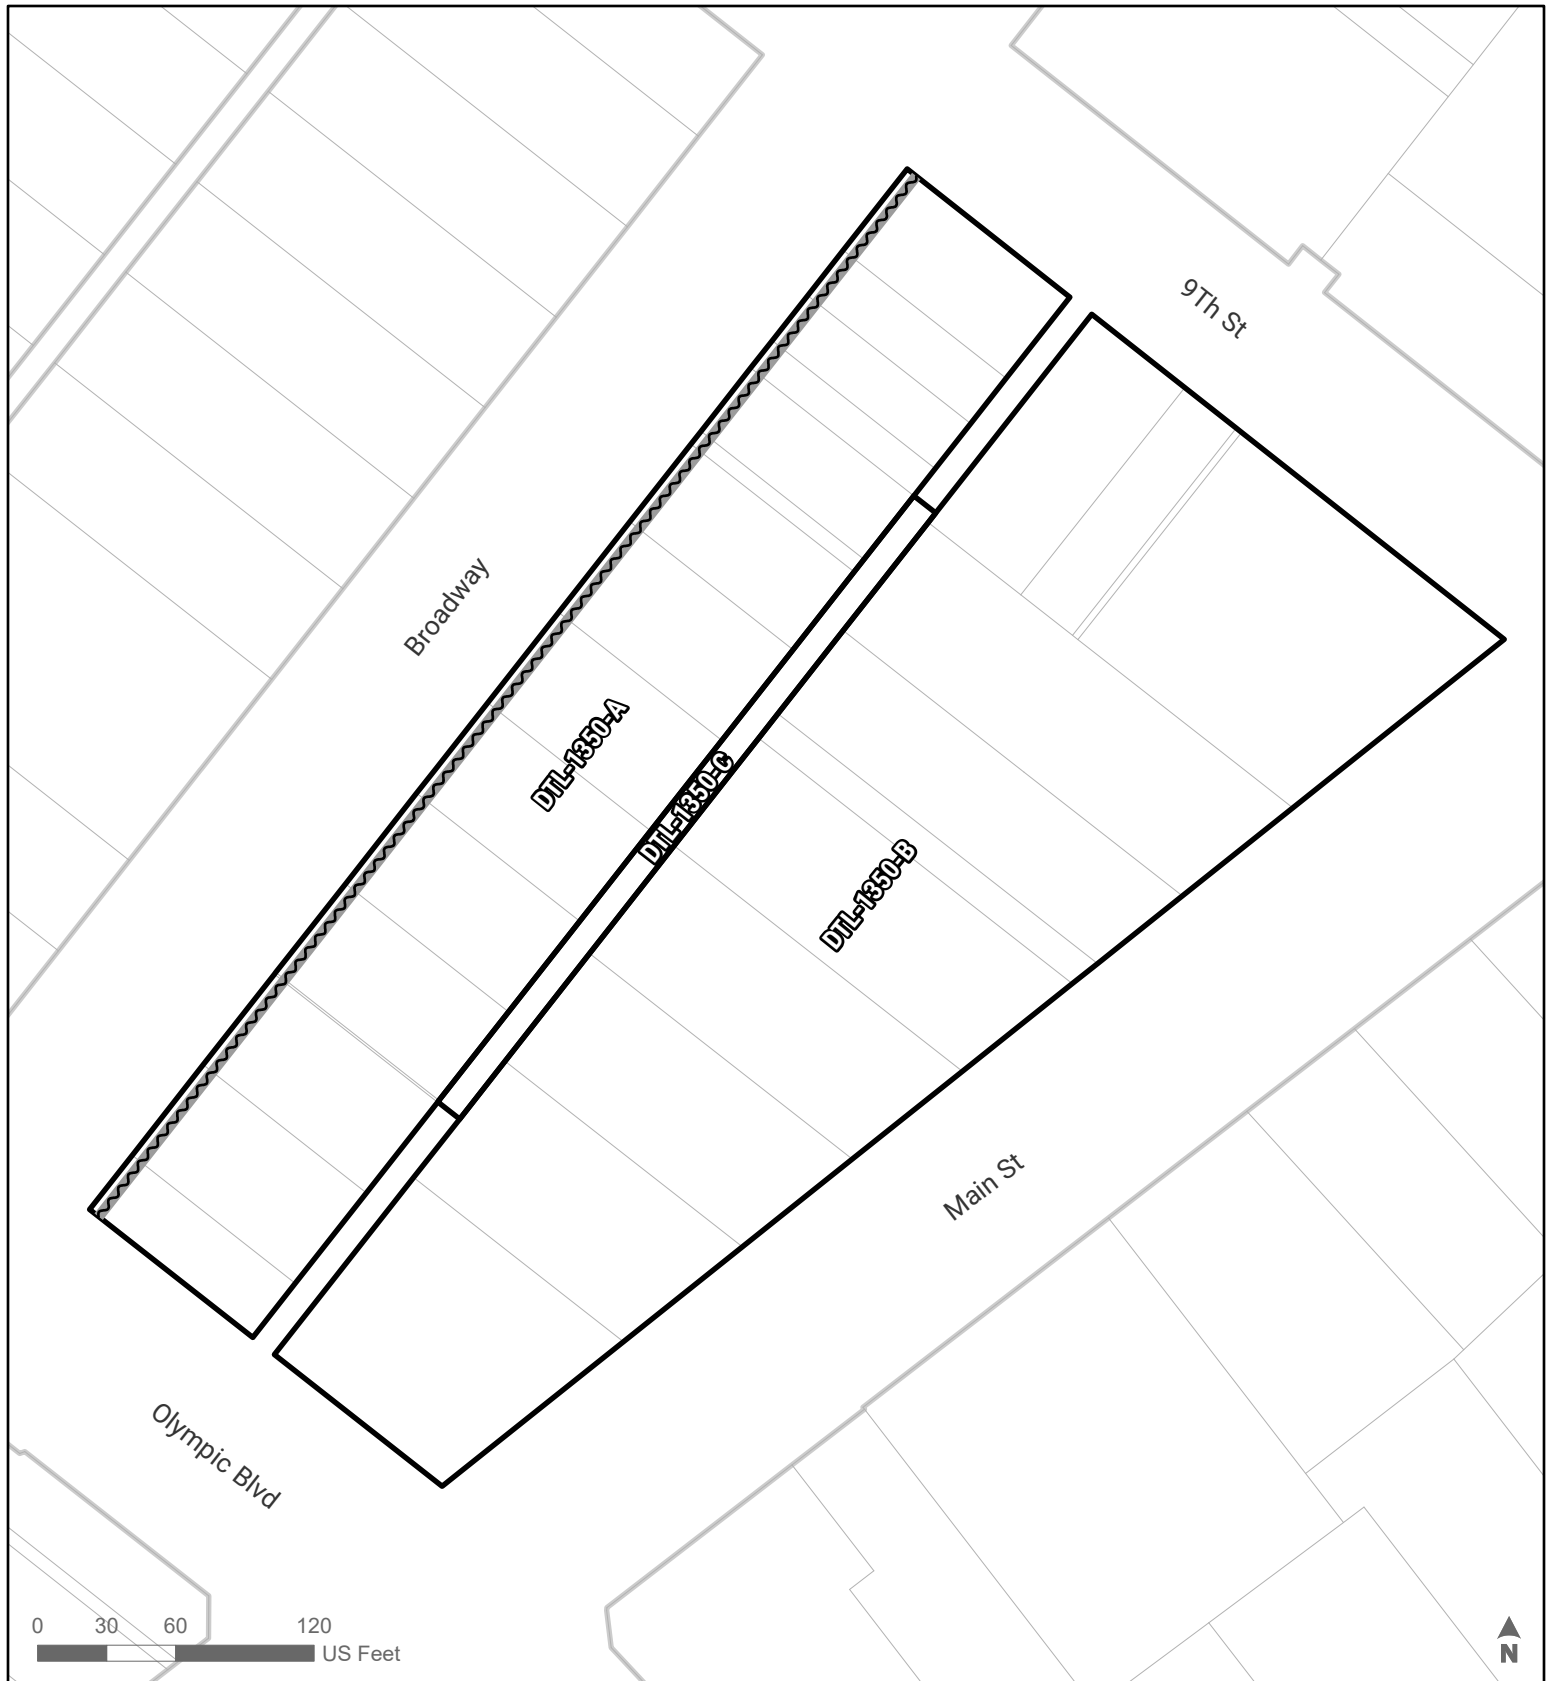 9Th St
Broadway
DTL-1350-A
DTL-1350-C
DTL-1350-B
Main St
Olympic Blvd
0 30 60 120
US Feet
N